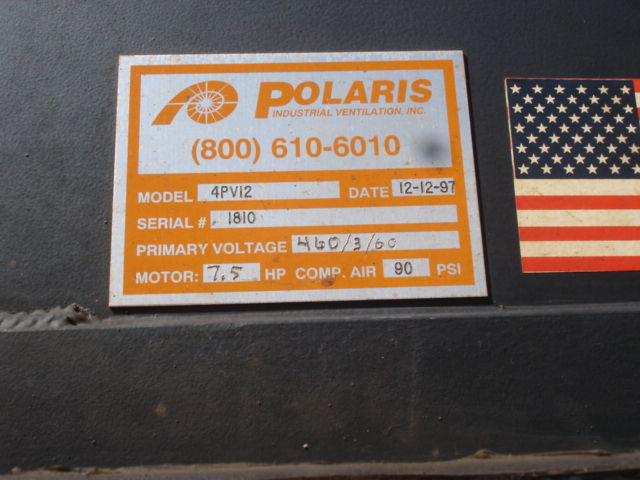 POLARIS
INDUSTRIAL VENTILATION, INC.
(800) 610-6010
MODEL 4PV12 DATE 12-12-97
SERIAL # 1810
PRIMARY VOLTAGE 460/3/60
MOTOR: 7.5 HP COMP. AIR 90 PSI